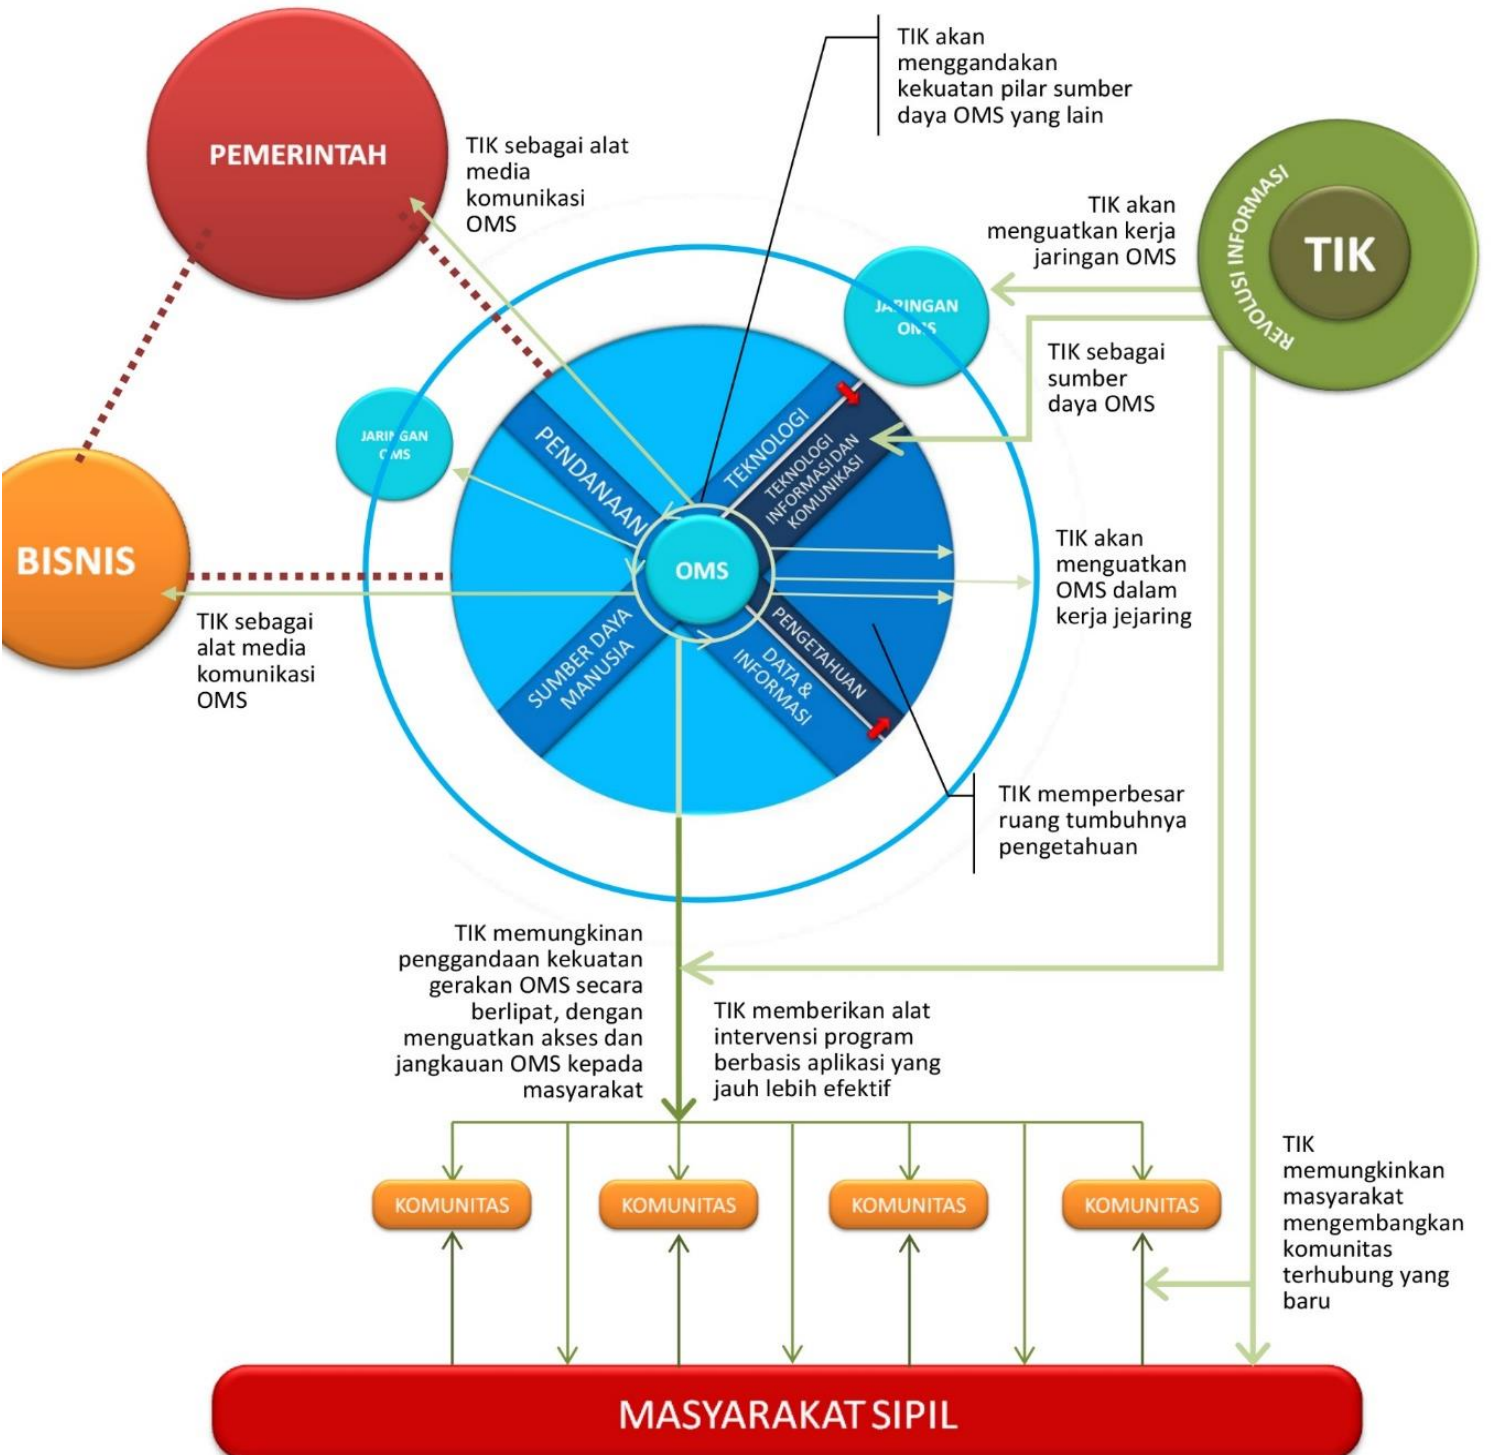 TIK akan
menggandakan
kekuatan pilar sumber
daya OMS yang lain
PEMERINTAH
TIK sebagai alat
media
komunikasi
OMS
TIK akan
menguatkan kerja
jaringan OMS
REVOLUSI INFORMASI
TIK
JARINGAN
OMS
TIK sebagai
sumber
daya OMS
JARINGAN
OMS
PENDANAAN
TEKNOLOGI
TEKNOLOGI
INFORMASI DAN
KOMUNIKASI
BISNIS
OMS
TIK akan
menguatkan
OMS dalam
kerja jejaring
TIK sebagai
alat media
komunikasi
OMS
SUMBER DAYA
MANUSIA
PENGETAHUAN
DATA &
INFORMASI
TIK memperbesar
ruang tumbuhnya
pengetahuan
TIK memungkinan
penggandaan kekuatan
gerakan OMS secara
berlipat, dengan
menguatkan akses dan
jangkauan OMS kepada
masyarakat
TIK memberikan alat
intervensi program
berbasis aplikasi yang
jauh lebih efektif
KOMUNITAS
KOMUNITAS
KOMUNITAS
KOMUNITAS
TIK
memungkinkan
masyarakat
mengembangkan
komunitas
terhubung yang
baru
MASYARAKAT SIPIL